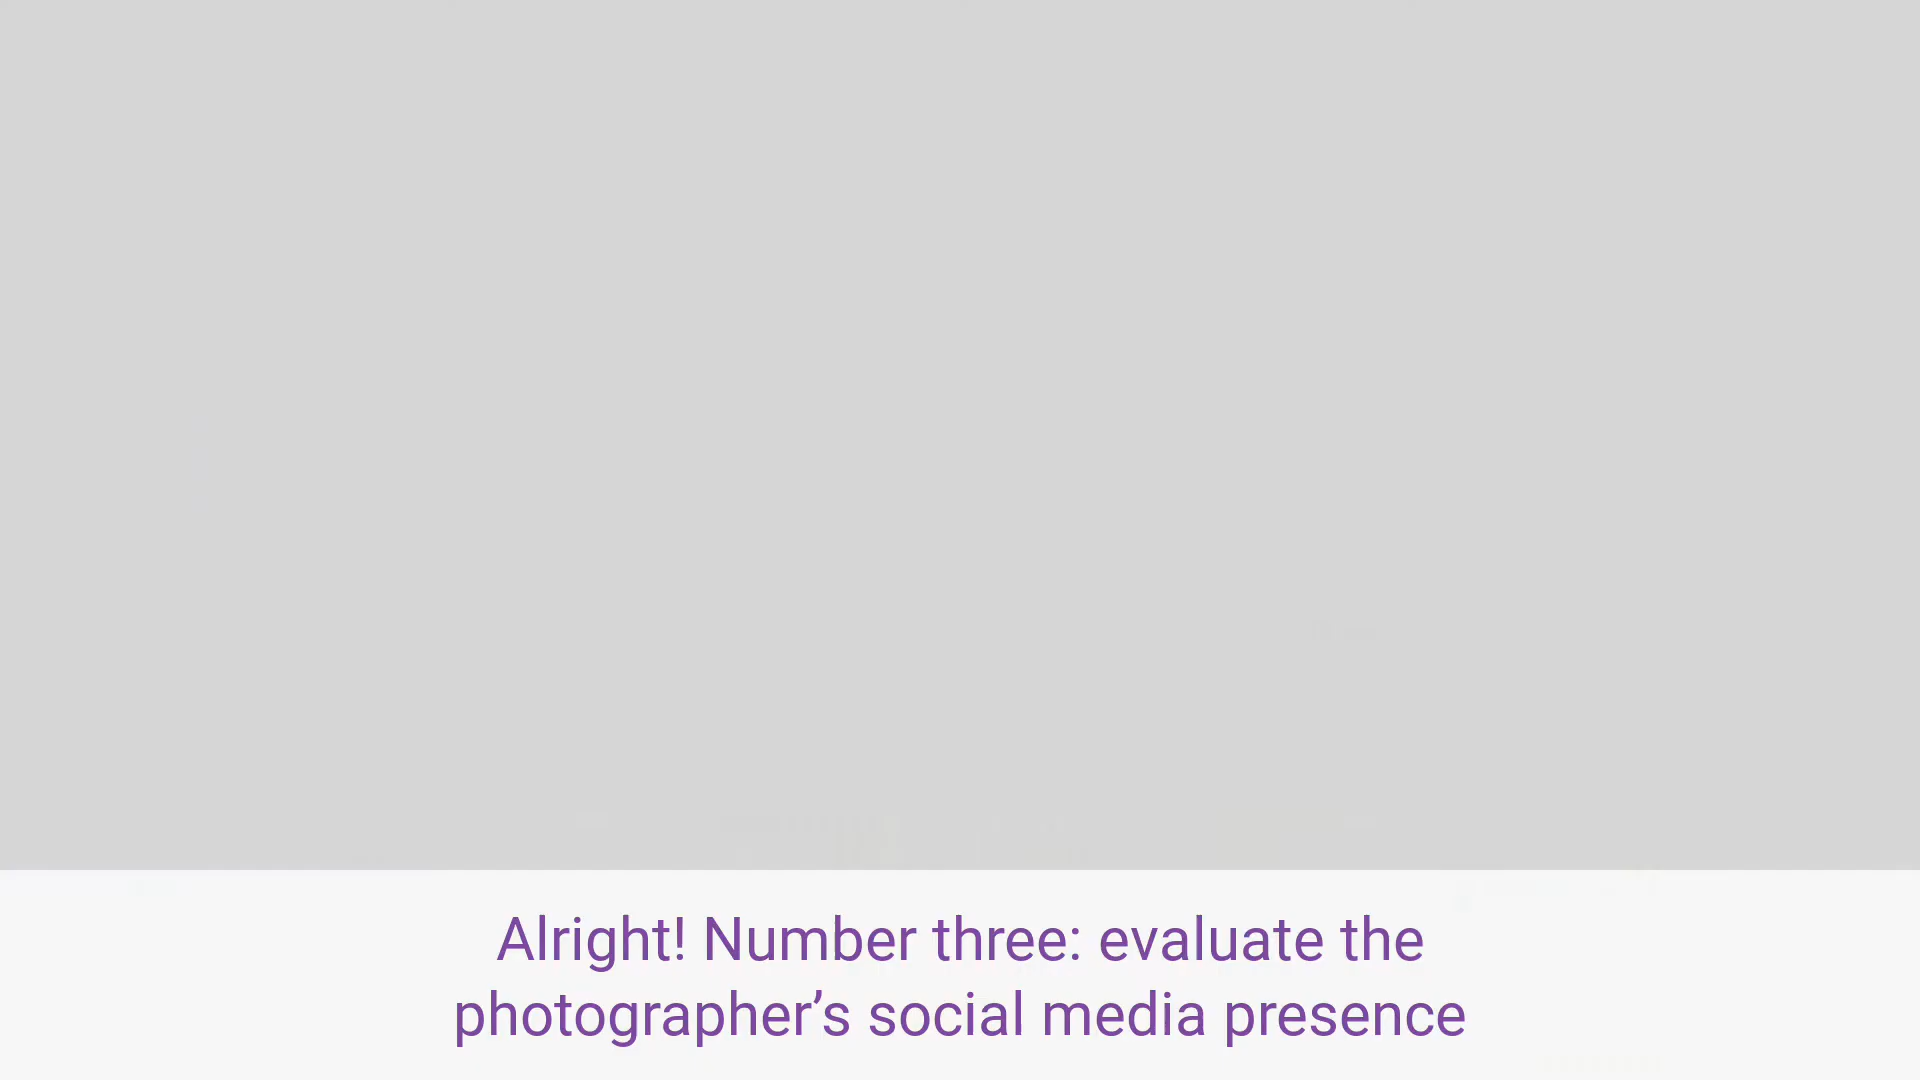 Alright! Number three: evaluate the
photographer’s social media presence